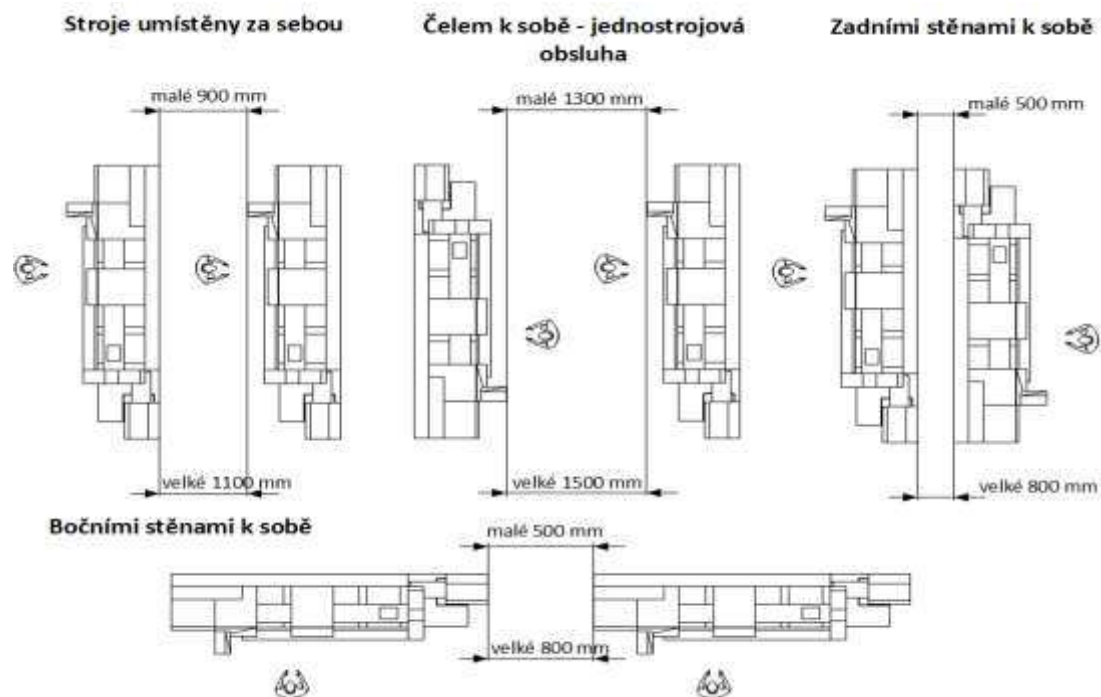 Stroje umístěny za sebou
Čelem k sobě - jednostrojová
obsluha
Zadními stěnami k sobě
malé 900 mm
malé 1300 mm
malé 500 mm
velké 1100 mm
velké 1500 mm
velké 800 mm
Bočními stěnami k sobě
malé 500 mm
velké 800 mm